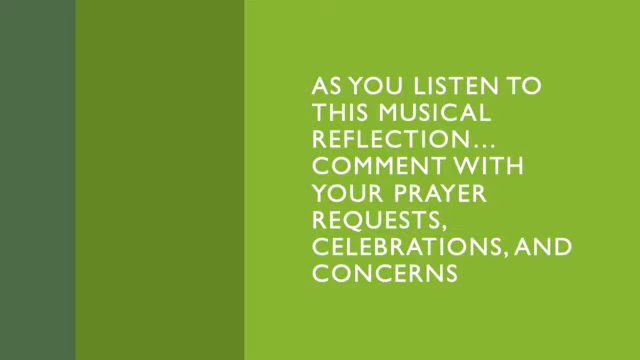 AS YOU LISTEN TO
THIS MUSICAL
REFLECTION...
COMMENT WITH
YOUR PRAYER
REQUESTS,
CELEBRATIONS, AND
CONCERNS